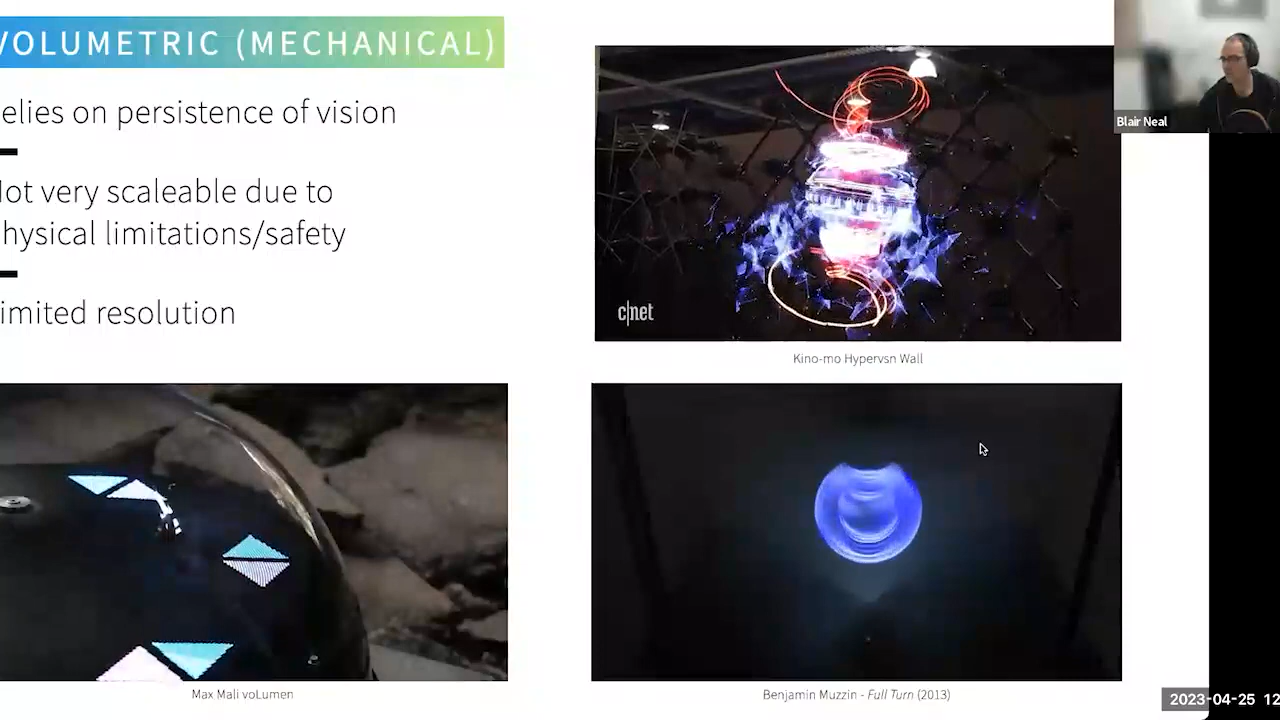 VOLUMETRIC (MECHANICAL)
elies on persistence of vision
Not very scaleable due to
hysical limitations/safety
imited resolution
c|net
Kino-mo Hypervsn Wall
Blair Neal
Max Mali voLumen
Benjamin Muzzin - Full Turn (2013)
2023-04-25 12